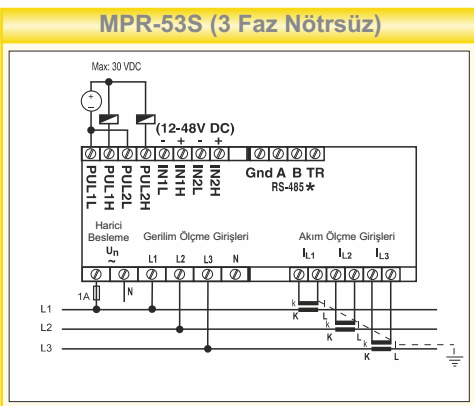 MPR-53S (3 Faz Nötrsüz)
Max: 30 VDC
+
-
(12-48V DC)
- + - +
PUL1L PUL1H PUL2L PUL2H IN1L IN1H IN2L IN2H
Gnd A B TR
RS-485 *
Harici
Besleme
Un
~
Gerilim Ölçme Girişleri
L1 L2 L3 N
Akım Ölçme Girişleri
IL1 IL2 IL3
1A
N
L1
L2
L3
k l
K L
k l
K L
k l
K L